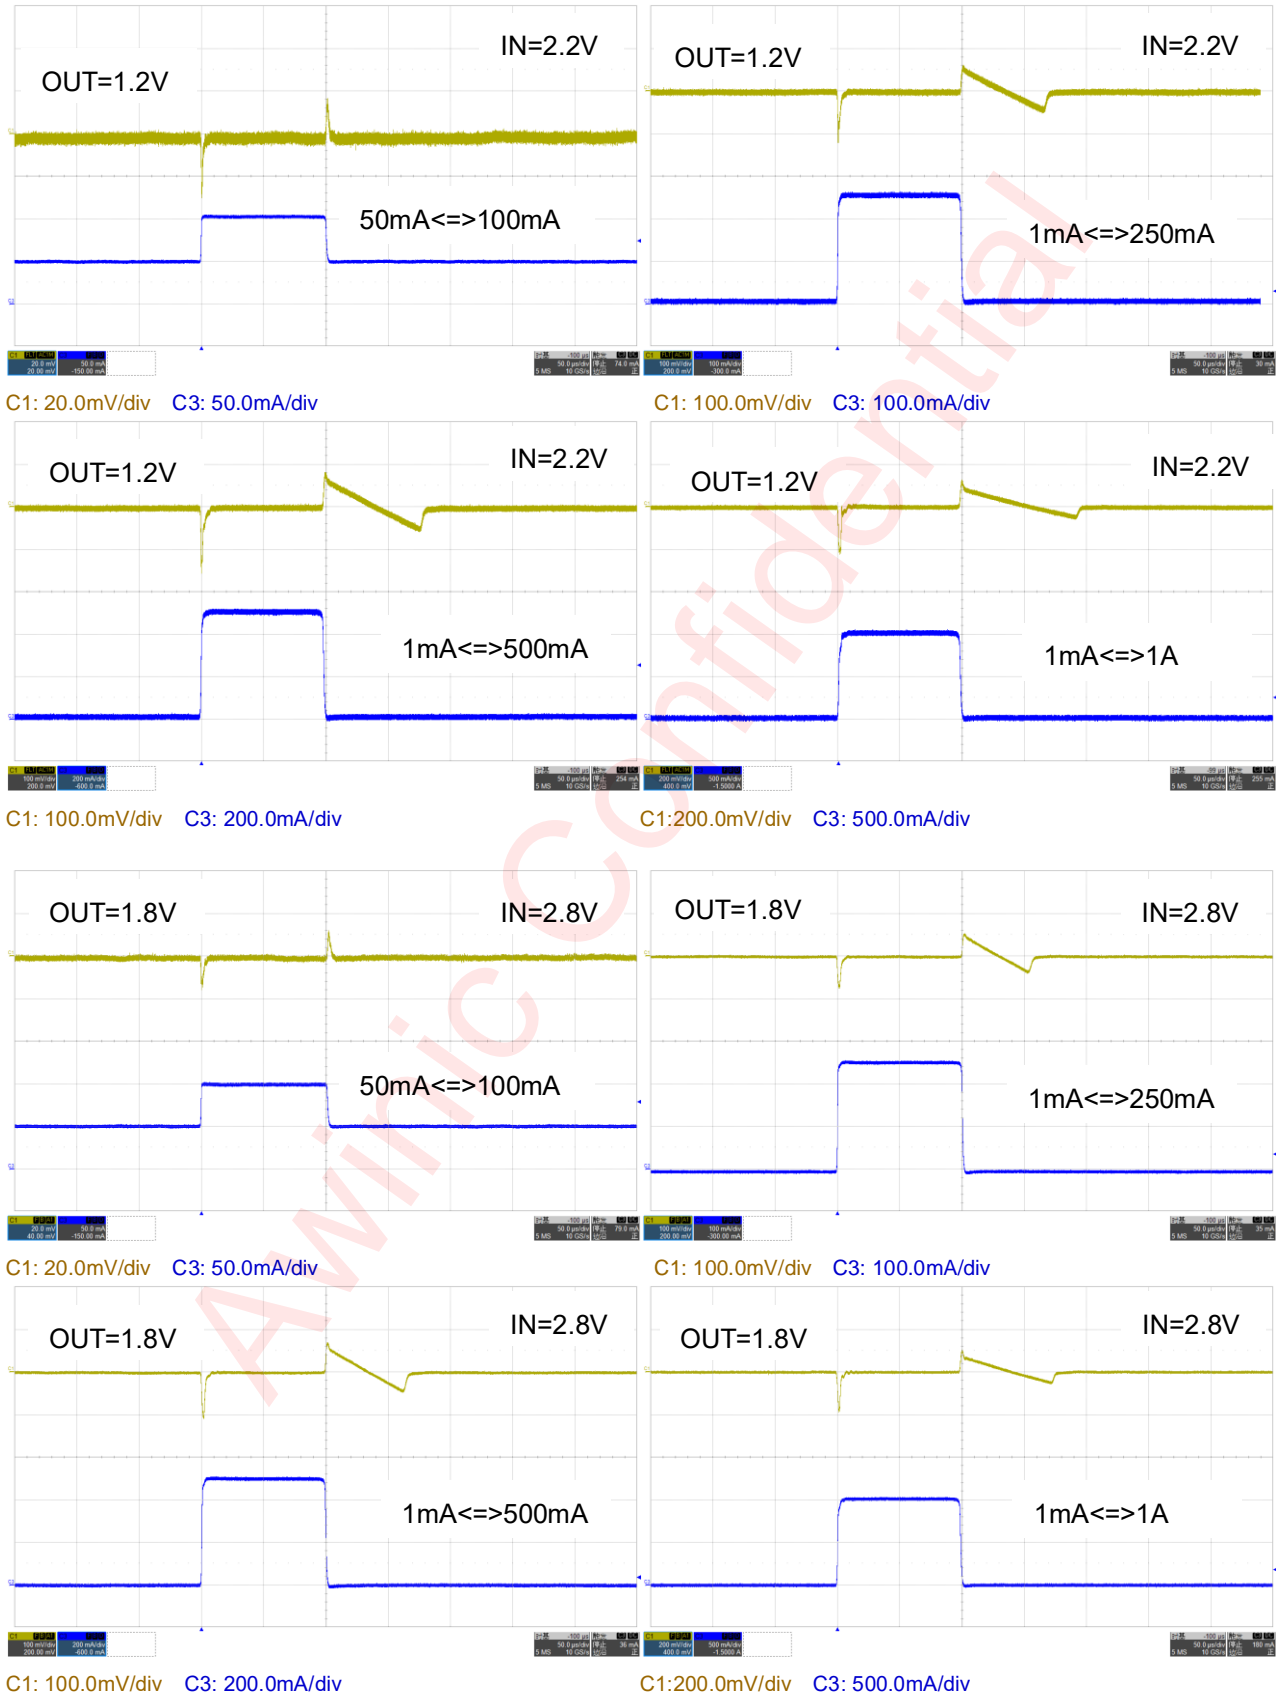 OUT=1.2V
IN=2.2V
50mA<=>100mA
C1: 20.0mV/div C3: 50.0mA/div
OUT=1.2V
IN=2.2V
1mA<=>250mA
C1: 100.0mV/div C3: 100.0mA/div
OUT=1.2V
IN=2.2V
1mA<=>500mA
C1: 100.0mV/div C3: 200.0mA/div
OUT=1.2V
IN=2.2V
1mA<=>1A
C1:200.0mV/div C3: 500.0mA/div
OUT=1.8V
IN=2.8V
50mA<=>100mA
C1: 20.0mV/div C3: 50.0mA/div
OUT=1.8V
IN=2.8V
1mA<=>250mA
C1: 100.0mV/div C3: 100.0mA/div
OUT=1.8V
IN=2.8V
1mA<=>500mA
C1: 100.0mV/div C3: 200.0mA/div
OUT=1.8V
IN=2.8V
1mA<=>1A
C1:200.0mV/div C3: 500.0mA/div
Awinic Confidential